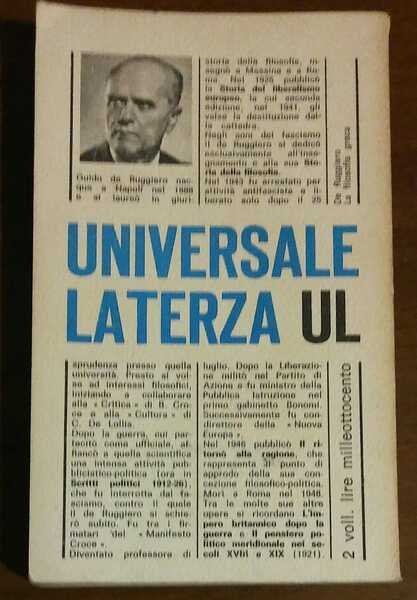 Guido de Ruggiero nac-
que a Napoli nel 1888
e si laureò in giuri-
sprudenza presso quella
università. Presto si vol-
se ad interessi filosofici,
iniziando a collaborare
alla « Critica » di B. Cro-
ce e alla « Cultura » di
C. De Lollis.
Dopo la guerra, cui par-
tecipò come ufficiale, af-
fiancò a quella scientifica
una intensa attività pub-
blicistico-politica (ora in
Scritti politici 1912-26),
che fu interrotta dal fa-
scismo, contro il quale
il de Ruggiero si schie-
rò subito. Fu tra i fir-
matari del « Manifesto
Croce ».
Diventato professore di
storia della filosofia, in-
segnò a Messina e a Ro-
ma. Nel 1925 pubblicò
la Storia del liberalismo
europeo, la cui seconda
edizione, nel 1941, gli
valse la destituzione dal-
la cattedra.
Negli anni del fascismo
il de Ruggiero si dedicò
esclusivamente all'inse-
gnamento e alla sua Sto-
ria della filosofia.
Nel 1943 fu arrestato per
attività antifascista e li-
berato solo dopo il 25
luglio. Dopo la Liberazio-
ne militò nel Partito di
Azione e fu ministro della
Pubblica Istruzione nel
primo gabinetto Bonomi.
Successivamente fu con-
direttore della « Nuova
Europa ».
Nel 1945 pubblicò Il ri-
torno alla ragione, che
rappresenta il punto di
approdo della sua con-
cezione filosofico-politica.
Morì a Roma nel 1948.
Tra le molte sue altre
opere si ricordano L'im-
pero britannico dopo la
guerra e Il pensiero po-
litico meridionale nei se-
coli XVIII e XIX (1921).
De Ruggiero
La filosofia greca
UNIVERSALE
LATERZA UL
2 voll. lire milleottocento